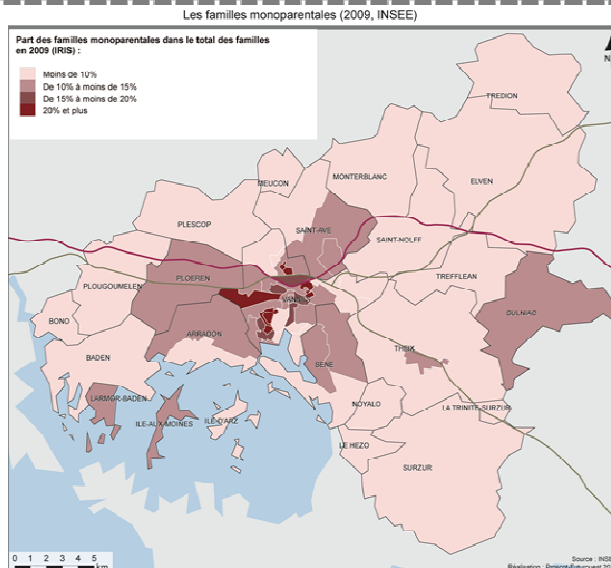 Les familles monoparentales (2009, INSEE)
Part des familles monoparentales dans le total des familles
en 2009 (IRIS) :
Moins de 10%
De 10% à moins de 15%
De 15% à moins de 20%
20% et plus
N
TREDION
ELVEN
MONTERBLANC
MEUCON
PLESCOP
SAINT-AVE
SAINT-NOLFF
PLOEREN
TREFFLEAN
PLOUGOUMELEN
SULNIAC
BONO
ARRADON
THEIX
BADEN
SENE
LARMOR-BADEN
ILE-AUX-MOINES
ILE-D'ARZ
NOYALO
LA TRINITE-SURZUR
LE HEZO
SURZUR
0 1 2 3 4 5
km
Source : INSE